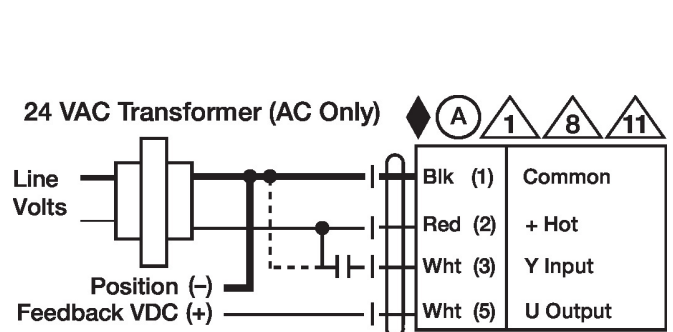 24 VAC Transformer (AC Only)
A 1 8 11
Line
Volts
Blk (1) Common
Red (2) + Hot
Wht (3) Y Input
Position (–)
Feedback VDC (+)
Wht (5) U Output